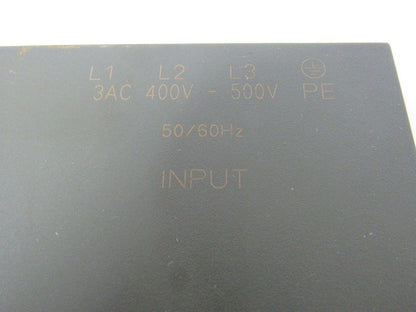 L1 L2 L3
3AC 400V - 500V PE
50/60Hz
INPUT